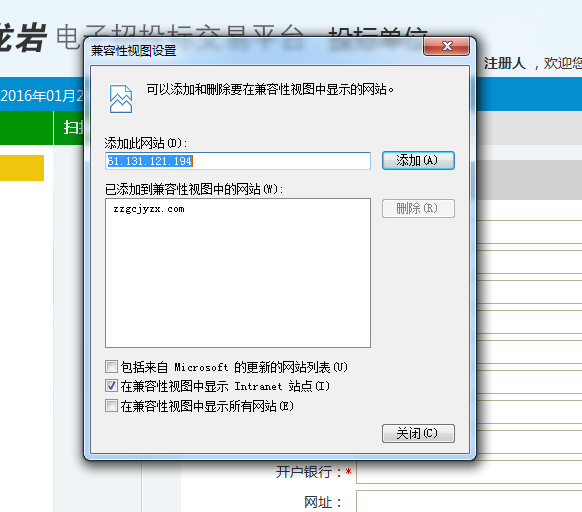 龙岩 电子招投标交易平台 投标单位
注册人 ，欢迎您
2016年01月2
扫
兼容性视图设置
可以添加和删除要在兼容性视图中显示的网站。
添加此网站(D):
61.131.121.194
添加(A)
已添加到兼容性视图中的网站(W):
zzgcjyzx.com
删除(R)
包括来自 Microsoft 的更新的网站列表(U)
在兼容性视图中显示 Intranet 站点(I)
在兼容性视图中显示所有网站(E)
关闭(C)
开户银行：*
网址：